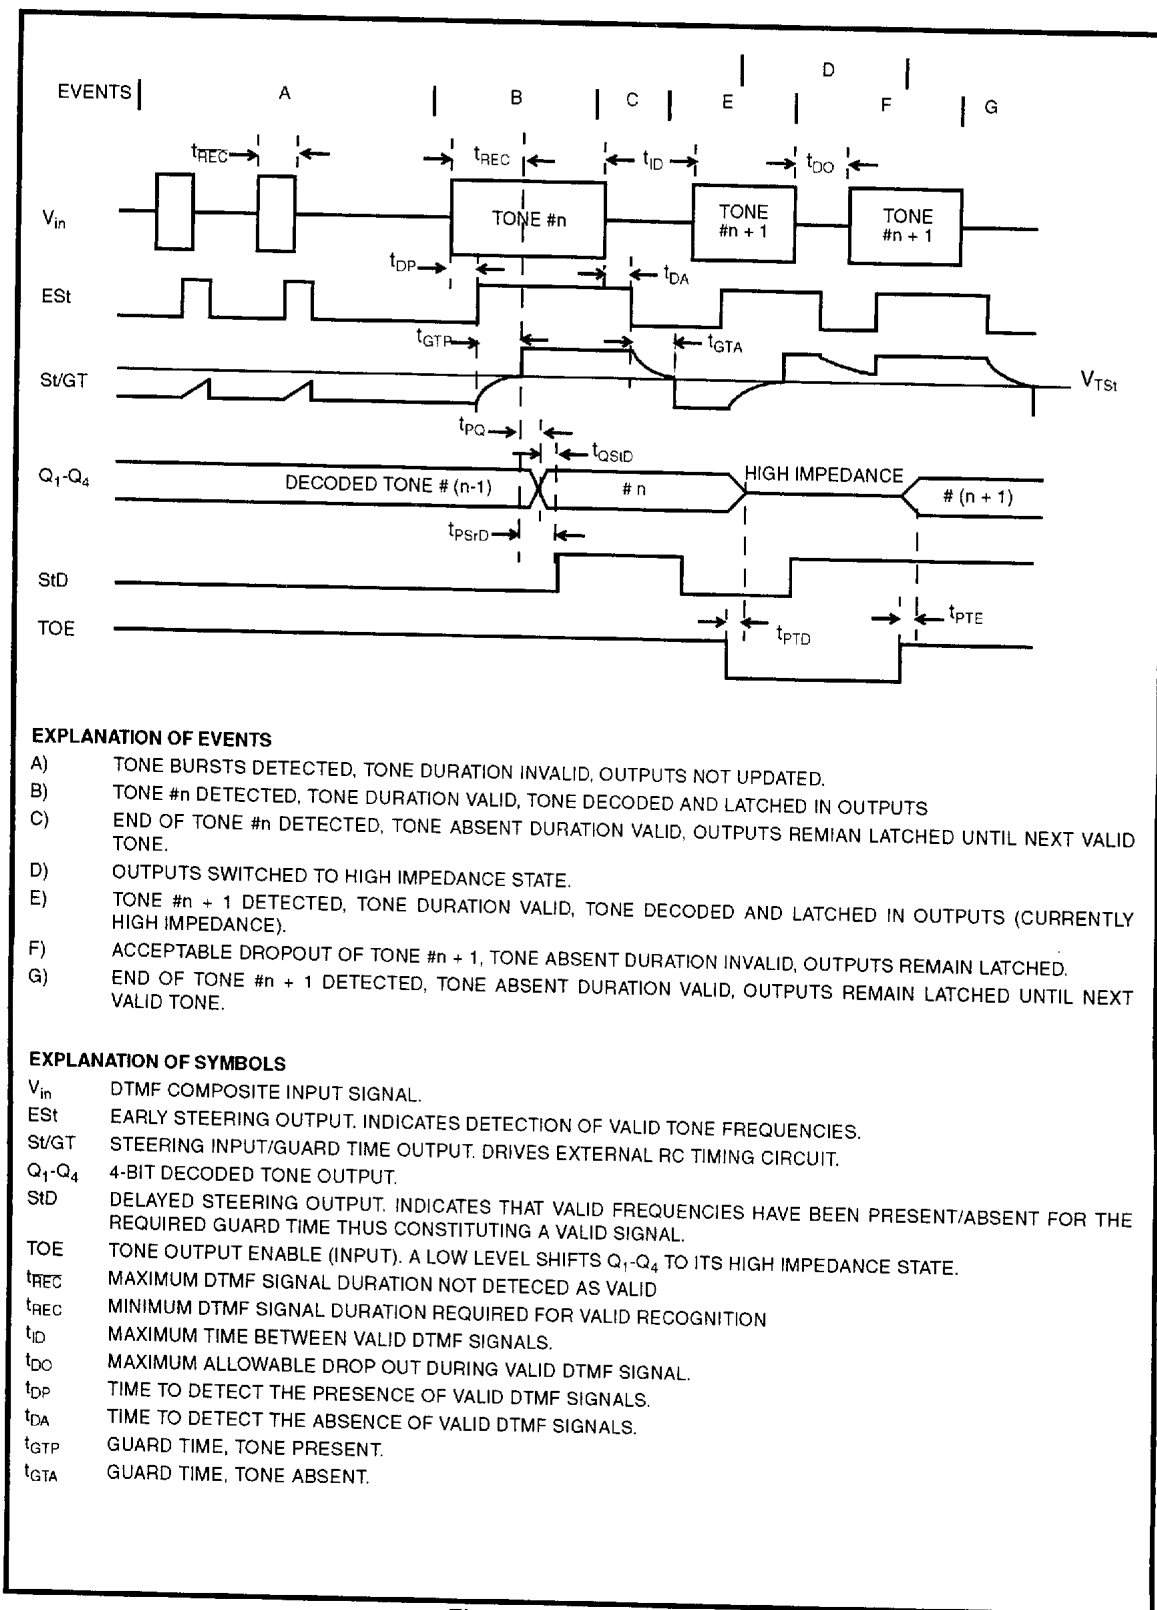 D
EVENTS A B C E F G
tREC tREC tID tDO
Vin TONE #n TONE #n + 1 TONE #n + 1
tDP tDA
ESt
tGTP tGTA
St/GT VTSt
tPQ tQStD
Q1-Q4 DECODED TONE # (n-1) # n HIGH IMPEDANCE # (n + 1)
tPSrD
StD
TOE tPTD tPTE
EXPLANATION OF EVENTS
A) TONE BURSTS DETECTED, TONE DURATION INVALID, OUTPUTS NOT UPDATED.
B) TONE #n DETECTED, TONE DURATION VALID, TONE DECODED AND LATCHED IN OUTPUTS
C) END OF TONE #n DETECTED, TONE ABSENT DURATION VALID, OUTPUTS REMIAN LATCHED UNTIL NEXT VALID
TONE.
D) OUTPUTS SWITCHED TO HIGH IMPEDANCE STATE.
E) TONE #n + 1 DETECTED, TONE DURATION VALID, TONE DECODED AND LATCHED IN OUTPUTS (CURRENTLY
HIGH IMPEDANCE).
F) ACCEPTABLE DROPOUT OF TONE #n + 1, TONE ABSENT DURATION INVALID, OUTPUTS REMAIN LATCHED.
G) END OF TONE #n + 1 DETECTED, TONE ABSENT DURATION VALID, OUTPUTS REMAIN LATCHED UNTIL NEXT
VALID TONE.
EXPLANATION OF SYMBOLS
Vin DTMF COMPOSITE INPUT SIGNAL.
ESt EARLY STEERING OUTPUT. INDICATES DETECTION OF VALID TONE FREQUENCIES.
St/GT STEERING INPUT/GUARD TIME OUTPUT. DRIVES EXTERNAL RC TIMING CIRCUIT.
Q1-Q4 4-BIT DECODED TONE OUTPUT.
StD DELAYED STEERING OUTPUT. INDICATES THAT VALID FREQUENCIES HAVE BEEN PRESENT/ABSENT FOR THE
REQUIRED GUARD TIME THUS CONSTITUTING A VALID SIGNAL.
TOE TONE OUTPUT ENABLE (INPUT). A LOW LEVEL SHIFTS Q1-Q4 TO ITS HIGH IMPEDANCE STATE.
tREC MAXIMUM DTMF SIGNAL DURATION NOT DETECED AS VALID
tREC MINIMUM DTMF SIGNAL DURATION REQUIRED FOR VALID RECOGNITION
tID MAXIMUM TIME BETWEEN VALID DTMF SIGNALS.
tDO MAXIMUM ALLOWABLE DROP OUT DURING VALID DTMF SIGNAL.
tDP TIME TO DETECT THE PRESENCE OF VALID DTMF SIGNALS.
tDA TIME TO DETECT THE ABSENCE OF VALID DTMF SIGNALS.
tGTP GUARD TIME, TONE PRESENT.
tGTA GUARD TIME, TONE ABSENT.